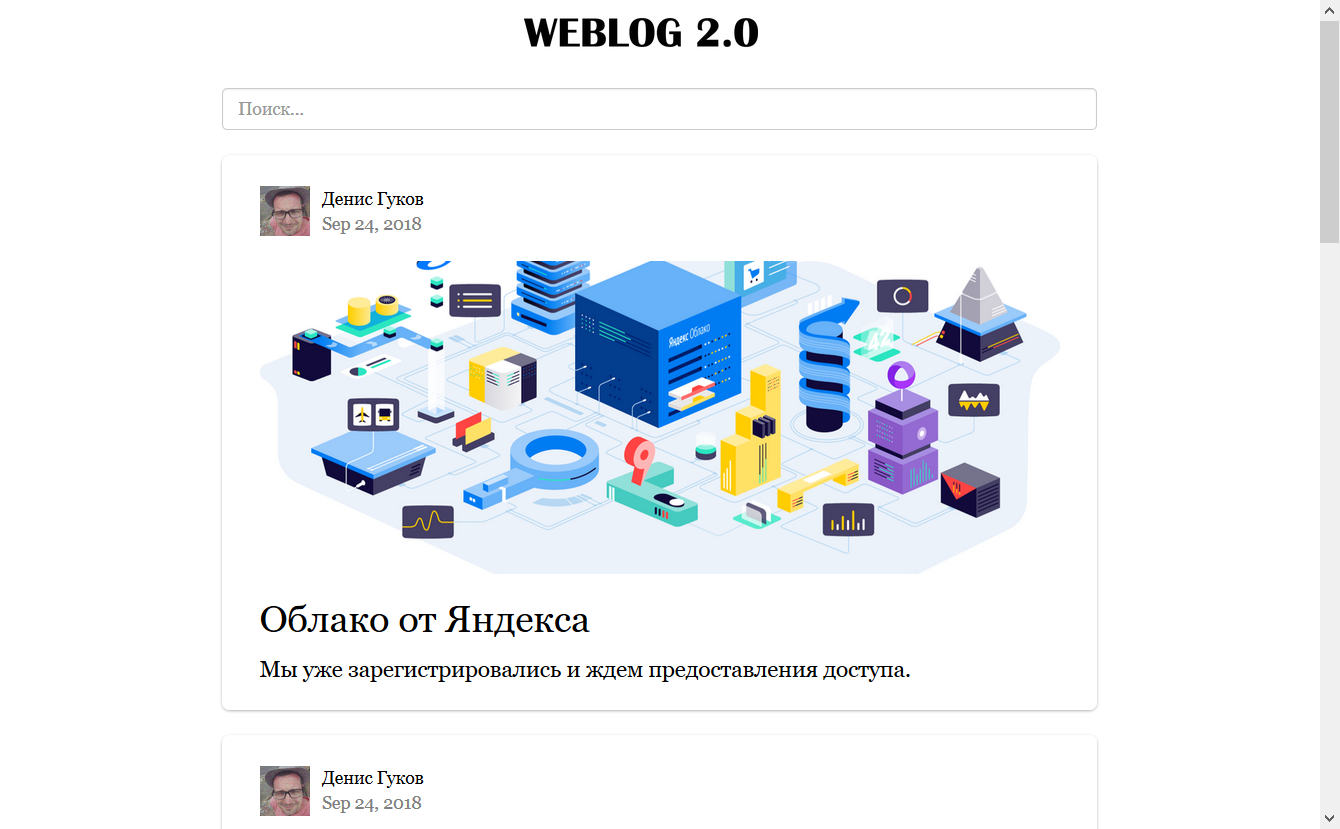 WEBLOG 2.0
Поиск...
Денис Гуков
Sep 24, 2018
Яндекс Облако
Облако от Яндекса
Мы уже зарегистрировались и ждем предоставления доступа.
Денис Гуков
Sep 24, 2018